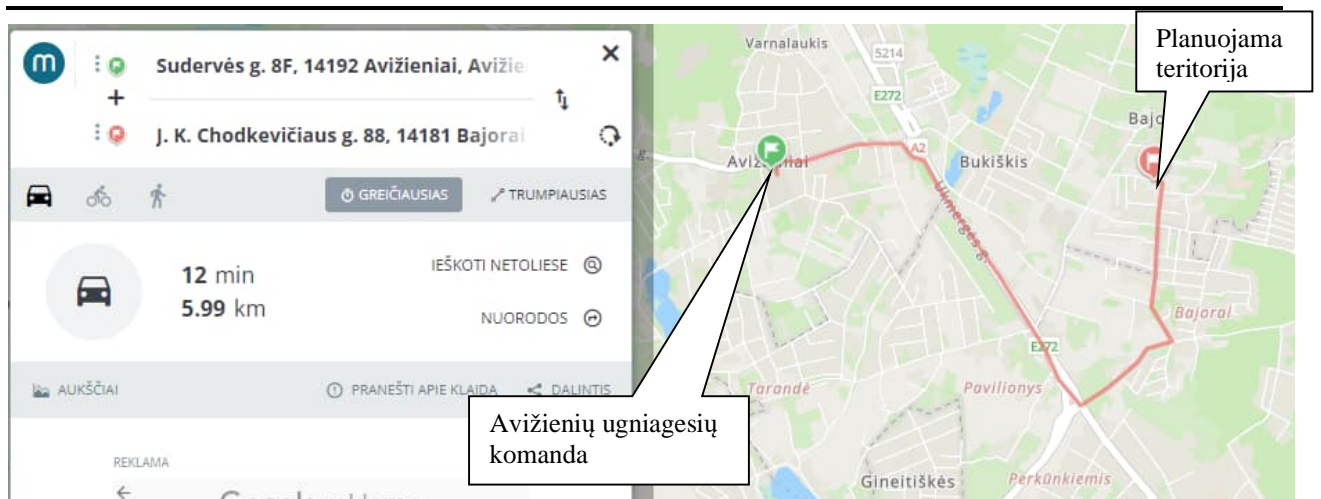 m
Sudervės g. 8F, 14192 Avižieniai, Avižie
J. K. Chodkevičiaus g. 88, 14181 Bajorai
GREIČIAUSIAS
TRUMPIAUSIAS
12 min
5.99 km
IEŠKOTI NETOLIESE
NUORODOS
AUKŠČIAI
PRANEŠTI APIE KLAIDĄ
DALINTIS
REKLAMA
Planuojama
teritorija
Avižienių ugniagesių
komanda
Varnalaukis
5214
E272
A2
Bukiškis
Ukmergės g.
Bajorai
E272
Tarandė
Pavilionys
Gineitiškės
Perkūnkiemis